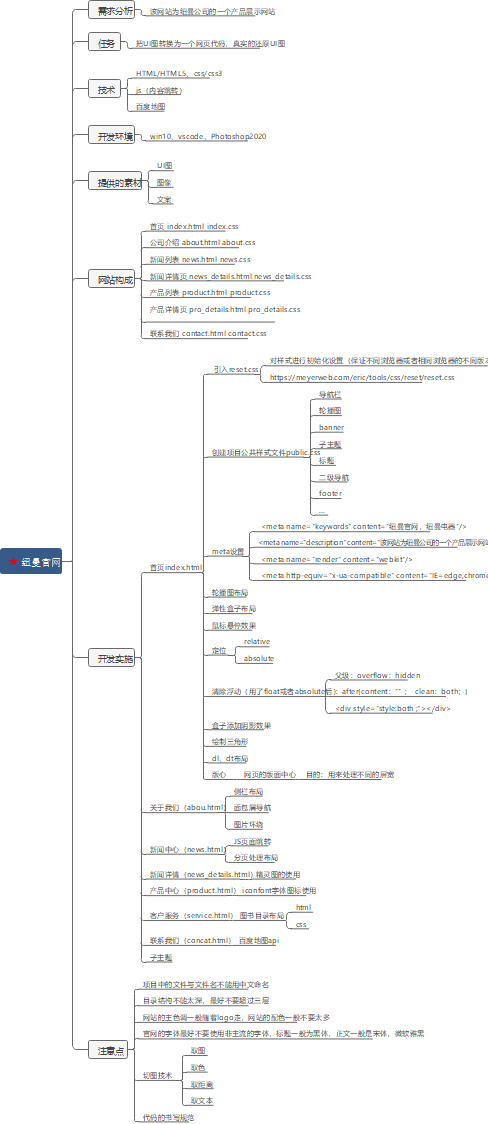 需求分析
该网站为纽曼公司的一个产品展示网站
任务
把UI图转换为一个网页代码，真实的还原UI图
技术
HTML/HTML5、css/css3
js（内容跳转）
百度地图
开发环境
win10、vscode、Photoshop2020
提供的素材
UI图
图像
文案
网站构成
首页 index.html index.css
公司介绍 about.html about.css
新闻列表 news.html news.css
新闻详情页 news_details.html news_details.css
产品列表 product.html product.css
产品详情页 pro_details.html pro_details.css
联系我们 contact.html contact.css
纽曼官网
开发实施
首页index.html
引入reset.css
对样式进行初始化设置（保证不同浏览器或者相同浏览器的不同版本
https://meyerweb.com/eric/tools/css/reset/reset.css
创建项目公共样式文件public.css
导航栏
轮播图
banner
子主题
标题
二级导航
footer
...
meta设置
<meta name="keywords" content="纽曼官网，纽曼电器"/>
<meta name="description" content="该网站为纽曼公司的一个产品展示网站
<meta name="render" content="webkit"/>
<meta http-equiv="x-ua-compatible" content="IE=edge,chrome
轮播图布局
弹性盒子布局
鼠标悬停效果
定位
relative
absolute
清除浮动（用了float或者absolute后）：after{content：“” ； clean：both；}
父级：overflow：hidden
<div style="style:both ;"></div>
盒子添加阴影效果
绘制三角形
dl、dt布局
版心 网页的版面中心 目的：用来处理不同的屏宽
关于我们（abou.html）
侧栏布局
面包屑导航
图片环绕
新闻中心（news.html）
JS页面跳转
分页处理布局
新闻详情（news_details.html) 精灵图的使用
产品中心（product.html） iconfont字体图标使用
客户服务（service.html） 图书目录布局
html
css
联系我们（concat.html） 百度地图api
子主题
注意点
项目中的文件与文件名不能用中文命名
目录结构不能太深，最好不要超过三层
网站的主色调一般随着logo走，网站的配色一般不要太多
官网的字体最好不要使用非主流的字体，标题一般为黑体，正文一般是宋体，微软雅黑
切图技术
取图
取色
取距离
取文本
代码的书写规范